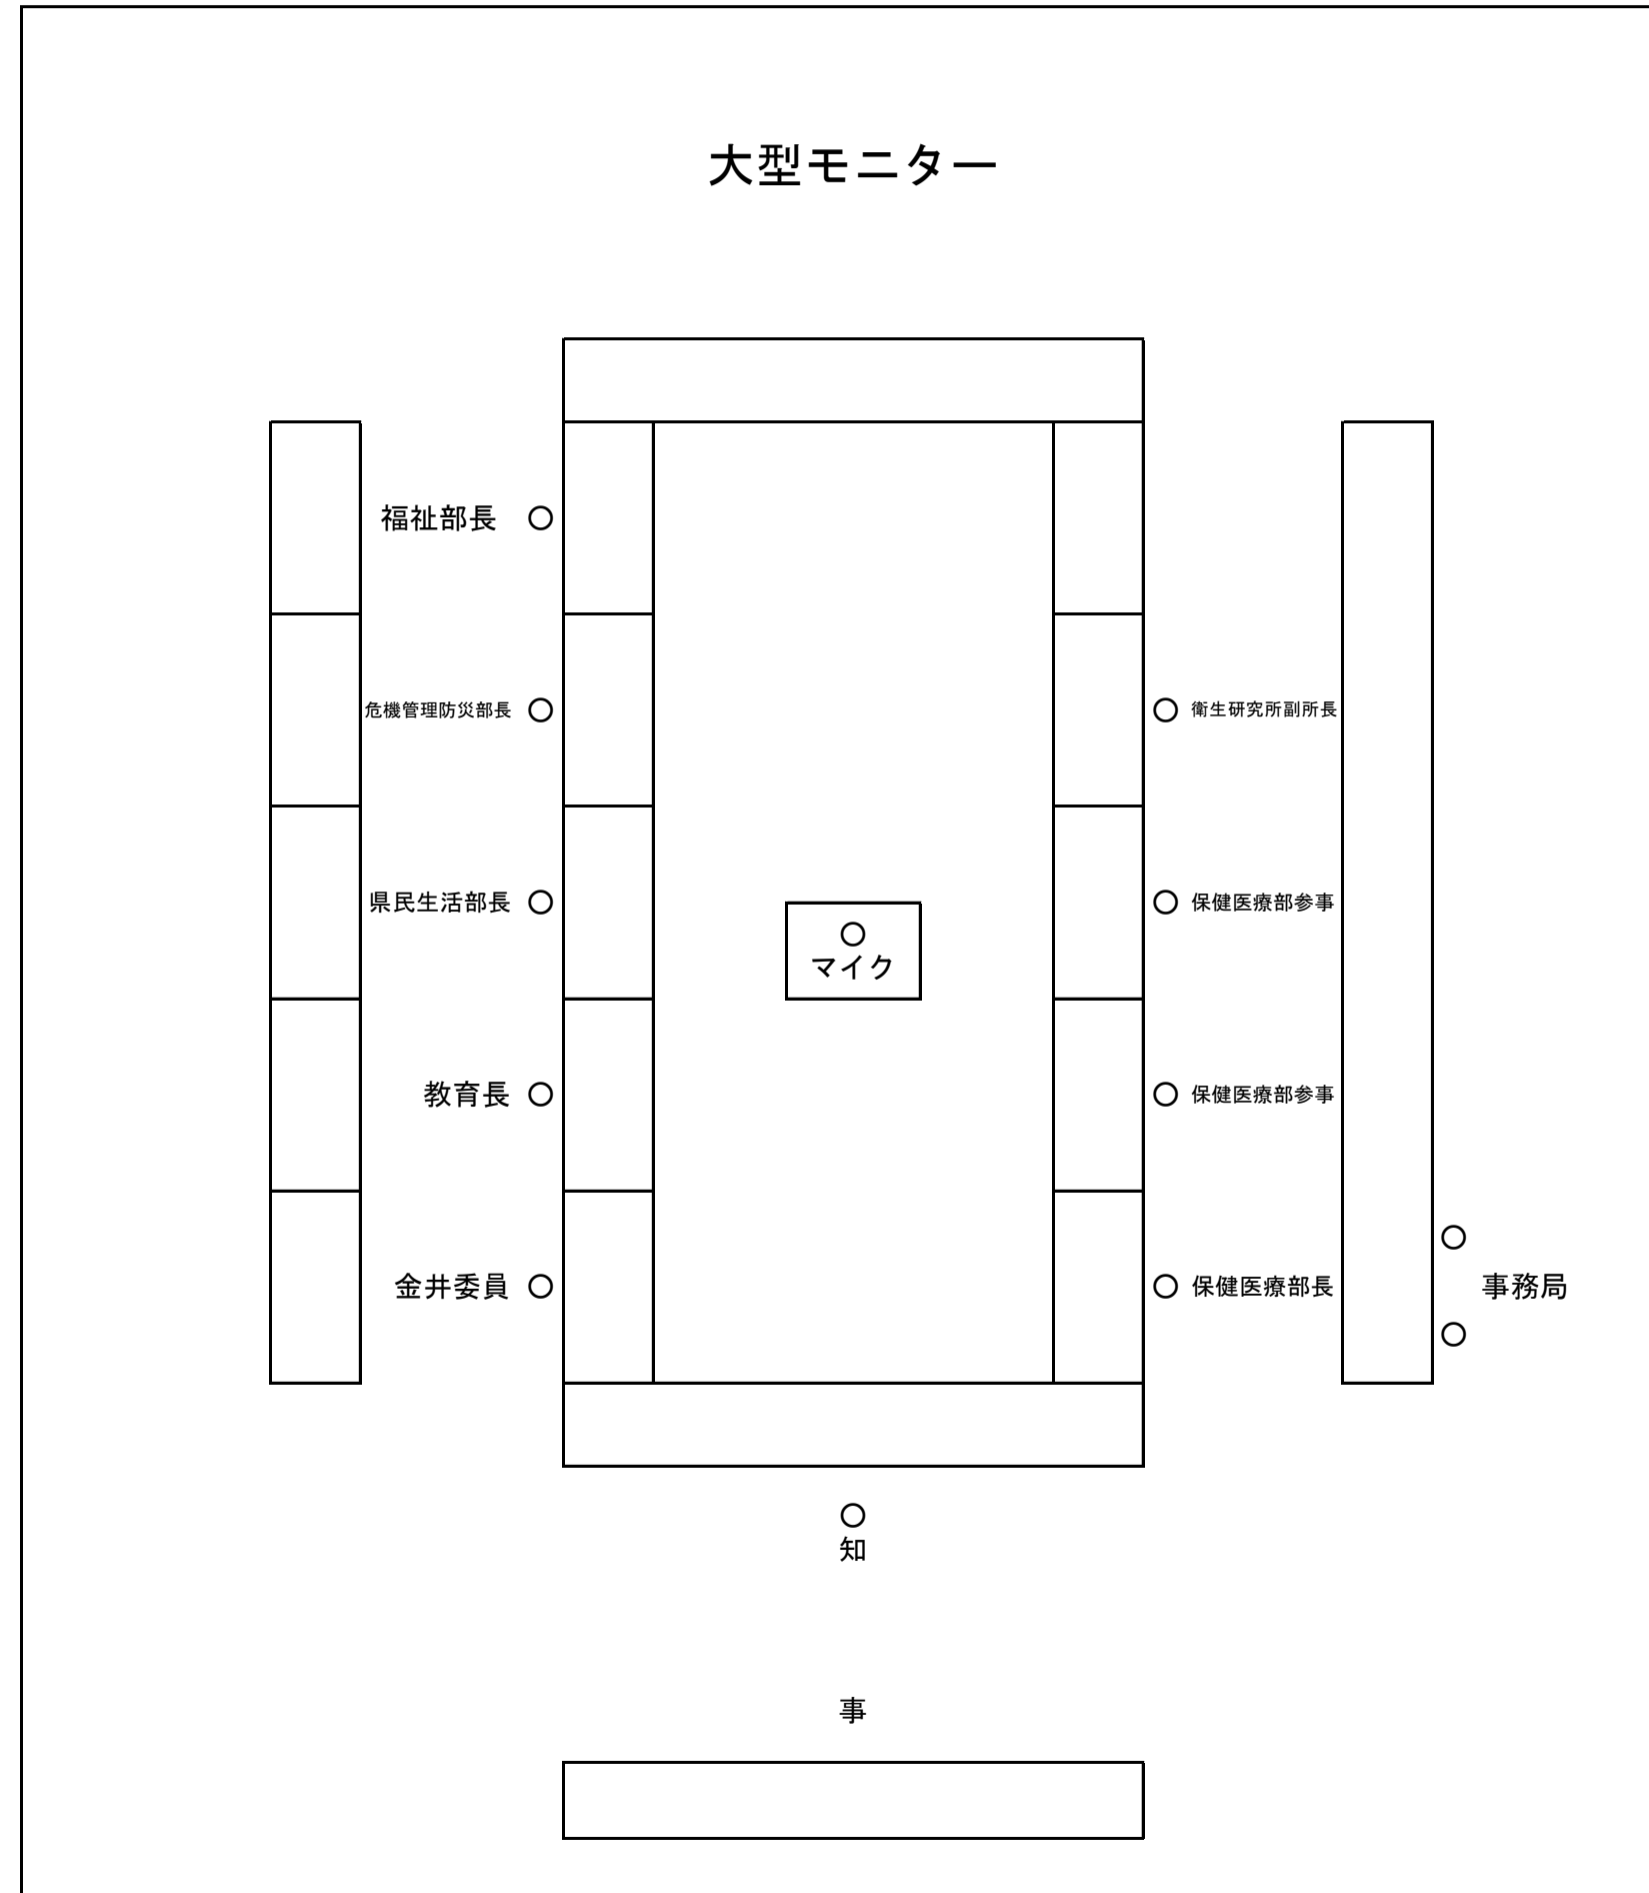 大型モニター
福祉部長
危機管理防災部長
衛生研究所副所長
県民生活部長
保健医療部参事
マイク
教育長
保健医療部参事
金井委員
保健医療部長
事務局
知
事